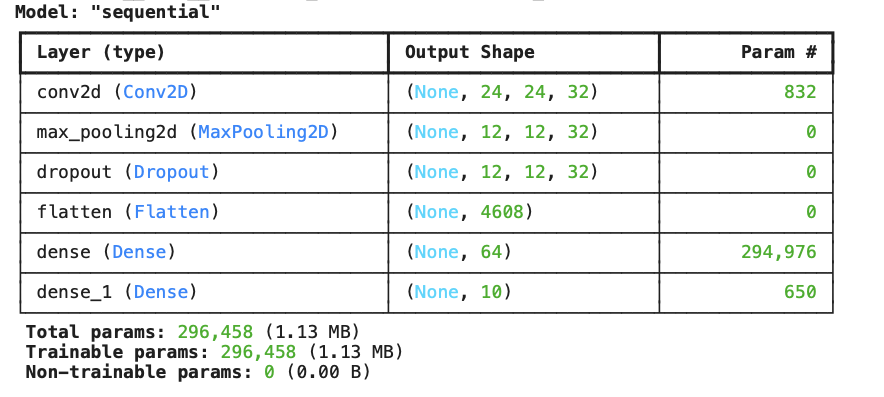 Model: "sequential"
Layer (type) Output Shape Param #
conv2d (Conv2D) (None, 24, 24, 32) 832
max_pooling2d (MaxPooling2D) (None, 12, 12, 32) 0
dropout (Dropout) (None, 12, 12, 32) 0
flatten (Flatten) (None, 4608) 0
dense (Dense) (None, 64) 294,976
dense_1 (Dense) (None, 10) 650
Total params: 296,458 (1.13 MB)
Trainable params: 296,458 (1.13 MB)
Non-trainable params: 0 (0.00 B)